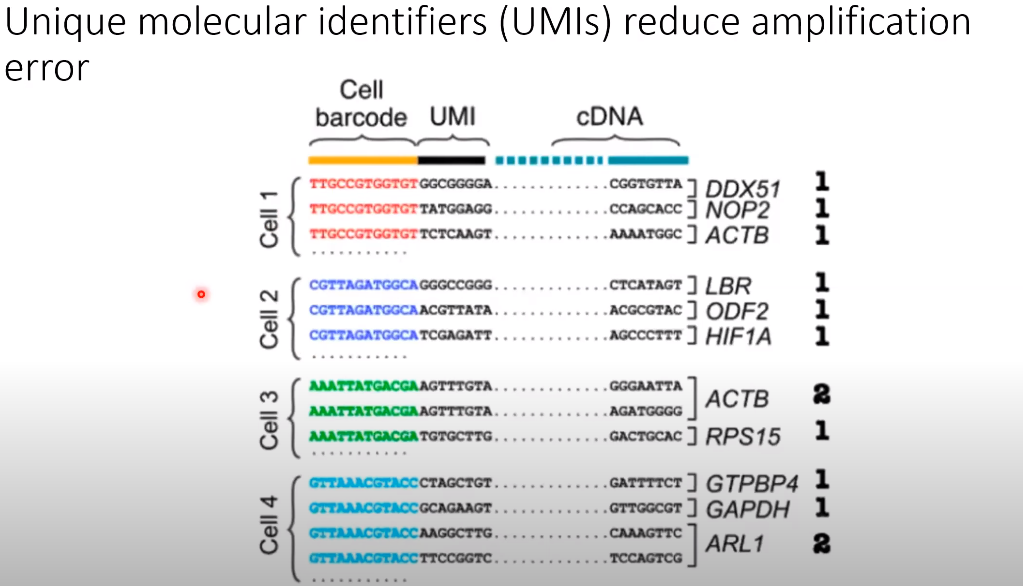 Unique molecular identifiers (UMIs) reduce amplification
error
Cell
barcode UMI cDNA
Cell 1
TTGCCGTGGTGTGGCGGGGA...........CGGTGTTA ] DDX51 1
TTGCCGTGGTGTTATGGAGG...........CCAGCACC ] NOP2 1
TTGCCGTGGTGTTCTCAAGT...........AAAATGGC ] ACTB 1
..........
Cell 2
CGTTAGATGGCAGGGCCGGG...........CTCATAGT ] LBR 1
CGTTAGATGGCAACGTTATA...........ACGCGTAC ] ODF2 1
CGTTAGATGGCATCGAGATT...........AGCCCTTT ] HIF1A 1
..........
Cell 3
AAATTATGACGAAGTTTGTA...........GGGAATTA ] ACTB 2
AAATTATGACGAAGTTTGTA...........AGATGGGG
AAATTATGACGATGTGCTTG...........GACTGCAC ] RPS15 1
..........
Cell 4
GTTAAACGTACCCTAGCTGT...........GATTTTCT ] GTPBP4 1
GTTAAACGTACCGCAGAAGT...........GTTGGCGT ] GAPDH 1
GTTAAACGTACCAAGGCTTG...........CAAAGTTC ] ARL1 2
GTTAAACGTACCTTCCGGTC...........TCCAGTCG
..........